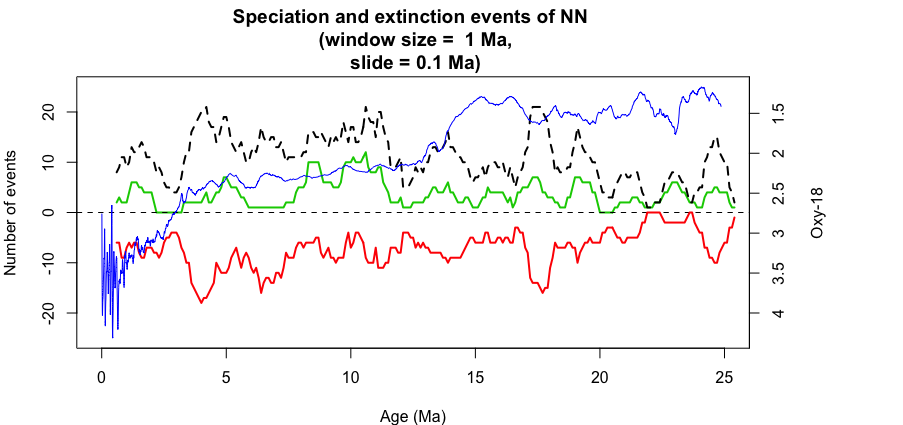 Speciation and extinction events of NN
(window size =  1 Ma,
slide = 0.1 Ma)
Number of events
20
10
0
-10
-20
1.5
2
2.5
3
3.5
4
Oxy-18
0 5 10 15 20 25
Age (Ma)